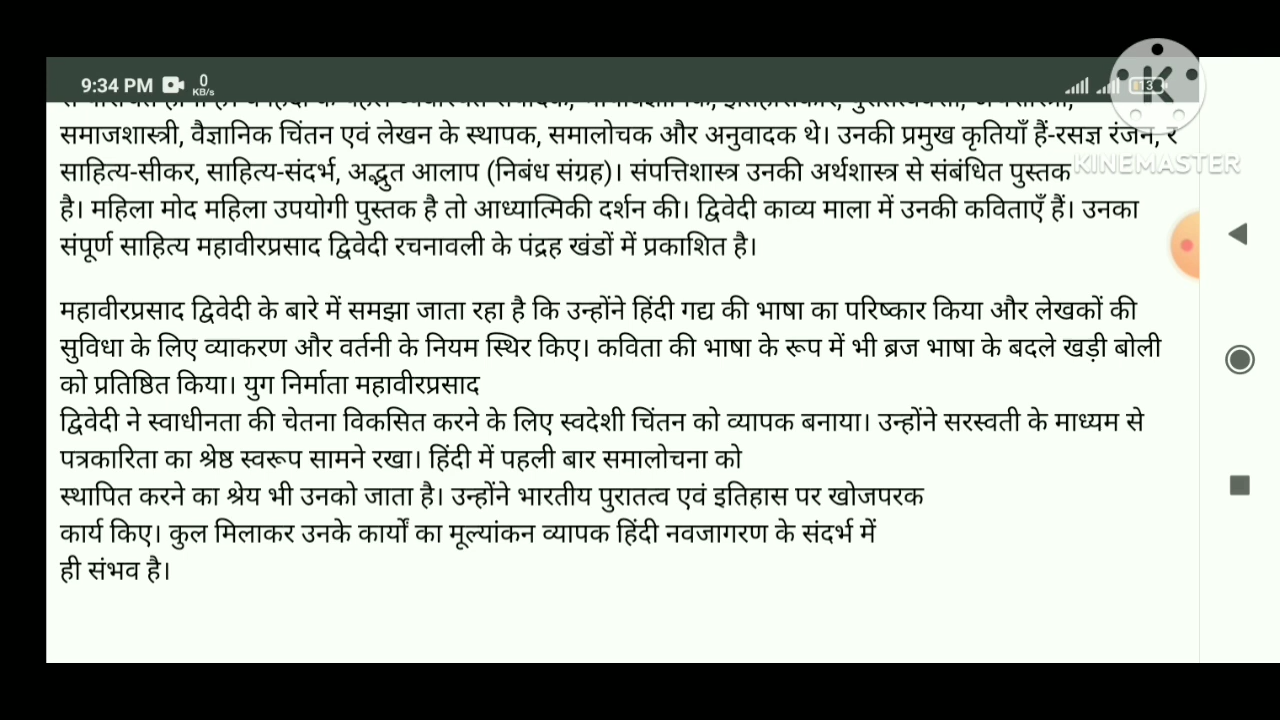 9:34 PM
0
KB/s
13
समाजशास्त्री, वैज्ञानिक चिंतन एवं लेखन के स्थापक, समालोचक और अनुवादक थे। उनकी प्रमुख कृतियाँ हैं-रसज्ञ रंजन,
साहित्य-सीकर, साहित्य-संदर्भ, अद्भुत आलाप (निबंध संग्रह)। संपत्तिशास्त्र उनकी अर्थशास्त्र से संबंधित पुस्तक
KINEMASTER
है। महिला मोद महिला उपयोगी पुस्तक है तो आध्यात्मिकी दर्शन की। द्विवेदी काव्य माला में उनकी कविताएँ हैं। उनका
संपूर्ण साहित्य महावीरप्रसाद द्विवेदी रचनावली के पंद्रह खंडों में प्रकाशित है।
महावीरप्रसाद द्विवेदी के बारे में समझा जाता रहा है कि उन्होंने हिंदी गद्य की भाषा का परिष्कार किया और लेखकों की
सुविधा के लिए व्याकरण और वर्तनी के नियम स्थिर किए। कविता की भाषा के रूप में भी ब्रज भाषा के बदले खड़ी बोली
को प्रतिष्ठित किया। युग निर्माता महावीरप्रसाद
द्विवेदी ने स्वाधीनता की चेतना विकसित करने के लिए स्वदेशी चिंतन को व्यापक बनाया। उन्होंने सरस्वती के माध्यम से
पत्रकारिता का श्रेष्ठ स्वरूप सामने रखा। हिंदी में पहली बार समालोचना को
स्थापित करने का श्रेय भी उनको जाता है। उन्होंने भारतीय पुरातत्व एवं इतिहास पर खोजपरक
कार्य किए। कुल मिलाकर उनके कार्यों का मूल्यांकन व्यापक हिंदी नवजागरण के संदर्भ में
ही संभव है।